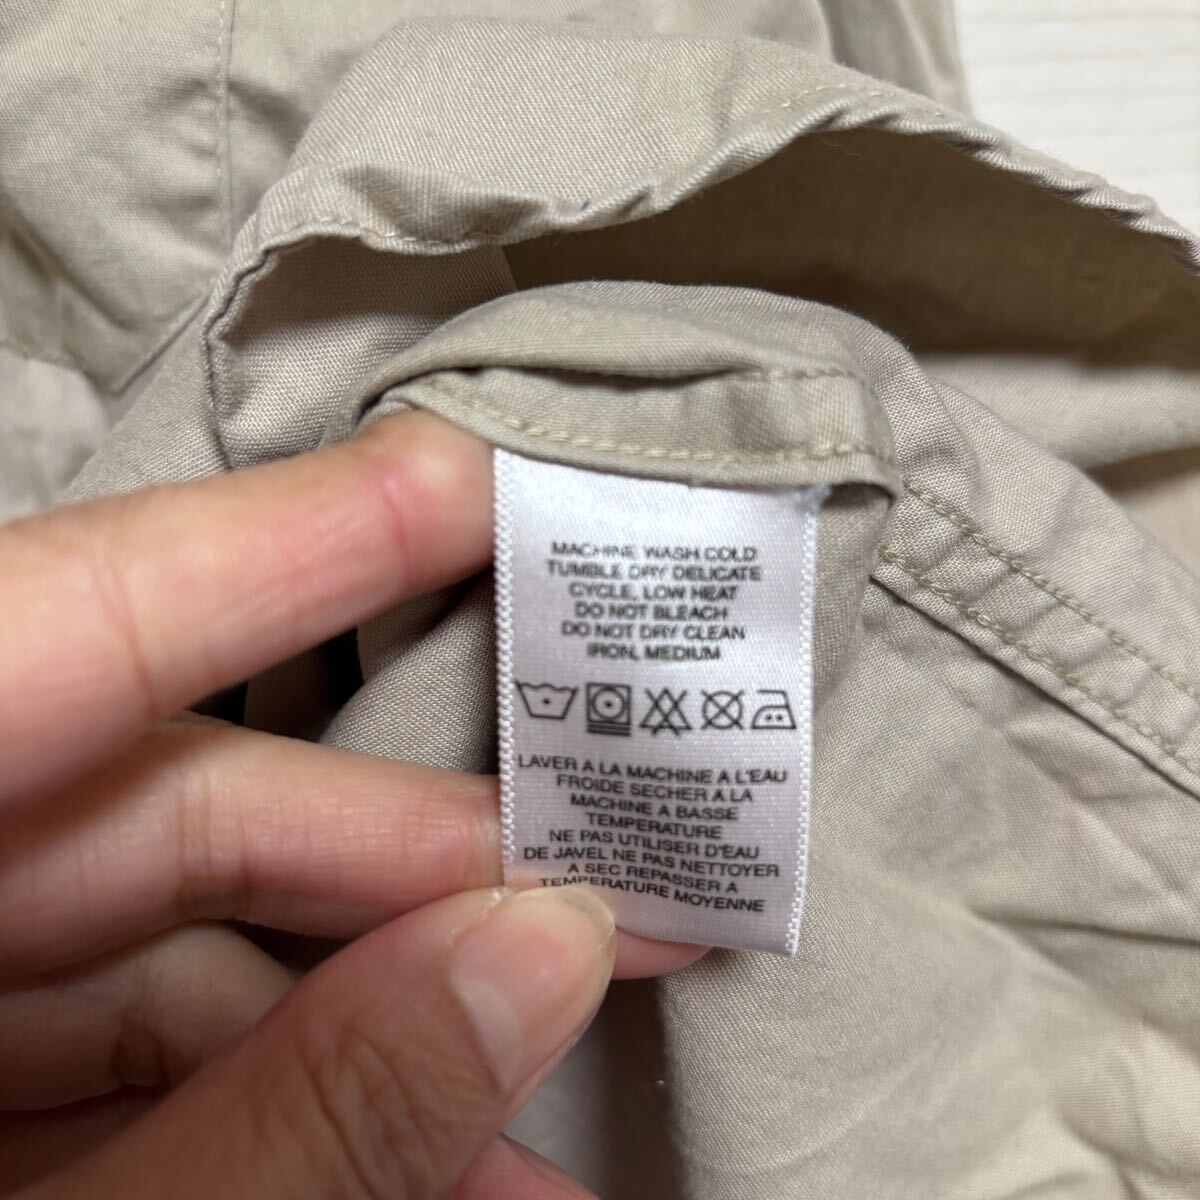 MACHINE WASH COLD
TUMBLE DRY DELICATE
CYCLE, LOW HEAT
DO NOT BLEACH
DO NOT DRY CLEAN
IRON, MEDIUM
LAVER A LA MACHINE A L'EAU
FROIDE SECHER A LA
MACHINE A BASSE
TEMPERATURE
NE PAS UTILISER D'EAU
DE JAVEL NE PAS NETTOYER
A SEC REPASSER A
TEMPERATURE MOYENNE